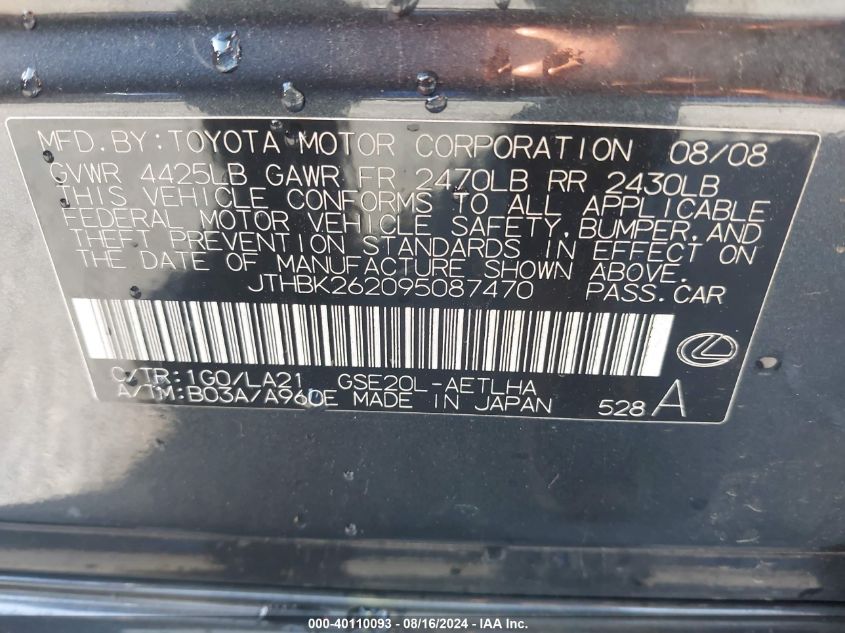 MFD. BY: TOYOTA MOTOR CORPORATION 08/08
GVWR 4425LB GAWR FR 2470LB RR 2430LB
THIS VEHICLE CONFORMS TO ALL APPLICABLE
FEDERAL MOTOR VEHICLE SAFETY, BUMPER, AND
THEFT PREVENTION STANDARDS IN EFFECT ON
THE DATE OF MANUFACTURE SHOWN ABOVE.
JTHBK262095087470 PASS. CAR
C/TR: 1G0/LA21 GSE20L-AETLHA
A/TM: B03A/A960E MADE IN JAPAN 528 A
000-40110093 - 08/16/2024 - © IAA Inc.